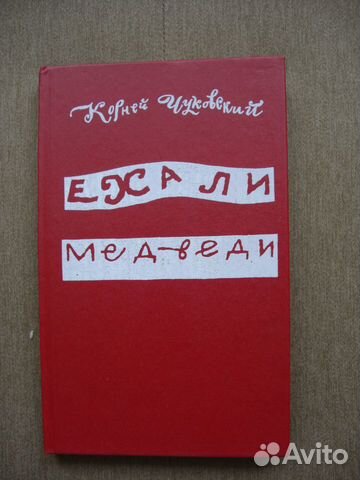 Корней Чуковский
ЕХАЛИ
медведи
Avito